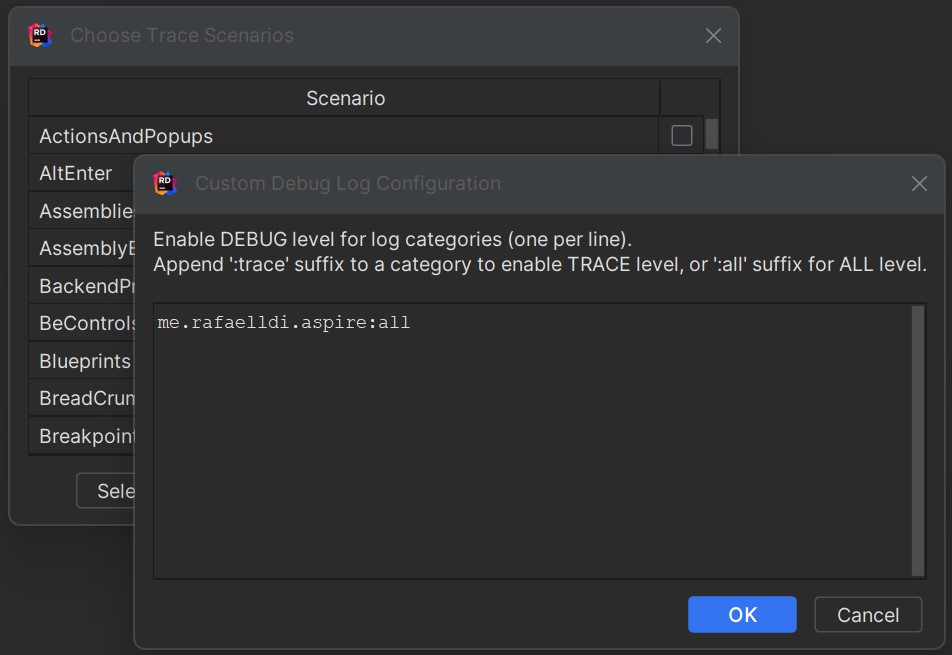 RD
Choose Trace Scenarios
Scenario
ActionsAndPopups
AltEnter
Assemblie
AssemblyE
BackendPr
BeControls
Blueprints
BreadCrum
Breakpoint
Sele
RD
Custom Debug Log Configuration
Enable DEBUG level for log categories (one per line).
Append ':trace' suffix to a category to enable TRACE level, or ':all' suffix for ALL level.
me.rafaelldi.aspire:all
OK
Cancel